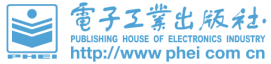 PHEI
電子工業出版社·
PUBLISHING HOUSE OF ELECTRONICS INDUSTRY
http://www phei com cn